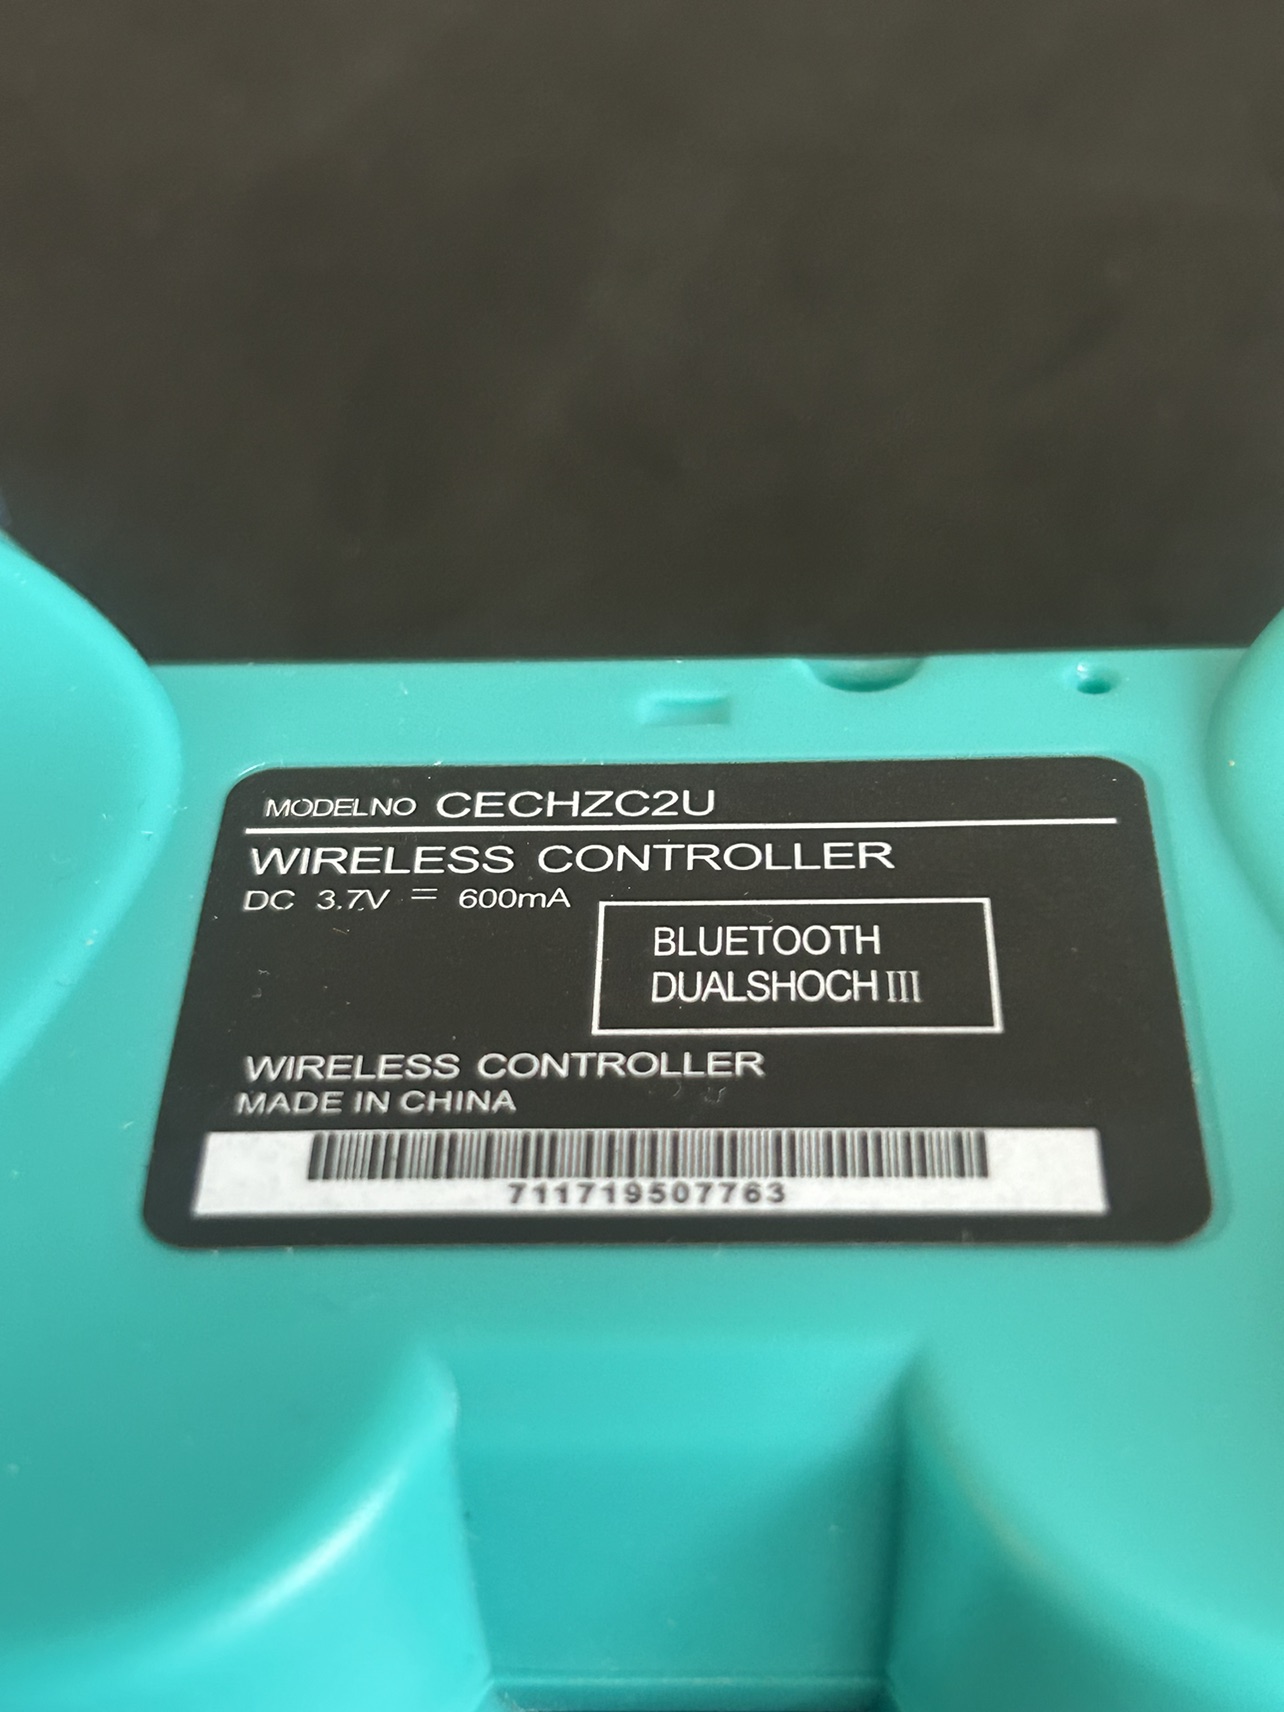 MODELNO CECHZC2U
WIRELESS CONTROLLER
DC 3.7V = 600mA
BLUETOOTH
DUALSHOCH III
WIRELESS CONTROLLER
MADE IN CHINA
711719507763